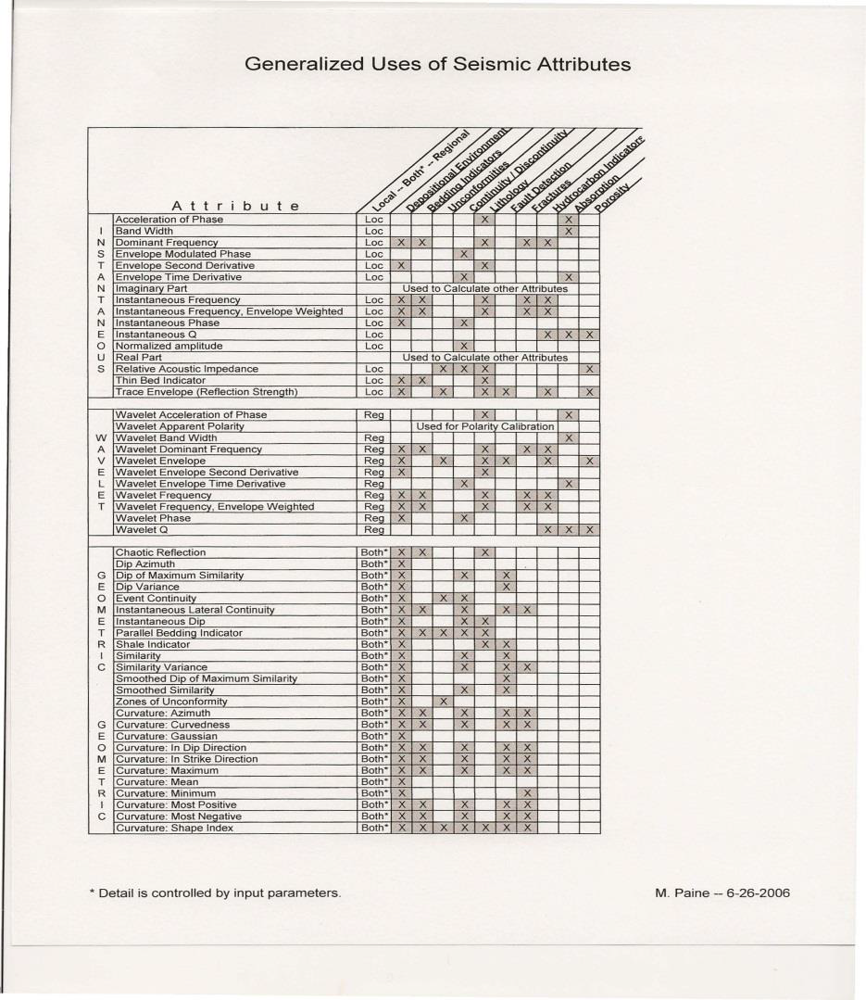 Generalized Uses of Seismic Attributes
Attribute
Local -- Both* -- Regional
Depositional Environment
Bedding Indicators
Unconformities
Continuity / Discontinuity
Lithology
Fault Detection
Fractures
Hydrocarbon Indicators
Absorption
Porosity
Acceleration of Phase Loc X X
I Band Width Loc X
N Dominant Frequency Loc X X X X X
S Envelope Modulated Phase Loc X
T Envelope Second Derivative Loc X X
A Envelope Time Derivative Loc X X
N Imaginary Part Used to Calculate other Attributes
T Instantaneous Frequency Loc X X X X X
A Instantaneous Frequency, Envelope Weighted Loc X X X X X
N Instantaneous Phase Loc X X
E Instantaneous Q Loc X X X
O Normalized amplitude Loc X
U Real Part Used to Calculate other Attributes
S Relative Acoustic Impedance Loc X X X X
Thin Bed Indicator Loc X X X
Trace Envelope (Reflection Strength) Loc X X X X X X
Wavelet Acceleration of Phase Reg X X
Wavelet Apparent Polarity Used for Polarity Calibration
W Wavelet Band Width Reg X
A Wavelet Dominant Frequency Reg X X X X X
V Wavelet Envelope Reg X X X X X X
E Wavelet Envelope Second Derivative Reg X X
L Wavelet Envelope Time Derivative Reg X X
E Wavelet Frequency Reg X X X X X
T Wavelet Frequency, Envelope Weighted Reg X X X X X
Wavelet Phase Reg X X
Wavelet Q Reg X X X
Chaotic Reflection Both* X X X
Dip Azimuth Both* X
G Dip of Maximum Similarity Both* X X X
E Dip Variance Both* X X
O Event Continuity Both* X X X
M Instantaneous Lateral Continuity Both* X X X X X
E Instantaneous Dip Both* X X X
T Parallel Bedding Indicator Both* X X X X X
R Shale Indicator Both* X X X
I Similarity Both* X X X
C Similarity Variance Both* X X X X
Smoothed Dip of Maximum Similarity Both* X X
Smoothed Similarity Both* X X X
Zones of Unconformity Both* X X
Curvature: Azimuth Both* X X X X X
G Curvature: Curvedness Both* X X X X X
E Curvature: Gaussian Both* X
O Curvature: In Dip Direction Both* X X X X X
M Curvature: In Strike Direction Both* X X X X X
E Curvature: Maximum Both* X X X X X
T Curvature: Mean Both* X
R Curvature: Minimum Both* X X
I Curvature: Most Positive Both* X X X X X
C Curvature: Most Negative Both* X X X X X
Curvature: Shape Index Both* X X X X X X X
* Detail is controlled by input parameters.
M. Paine -- 6-26-2006